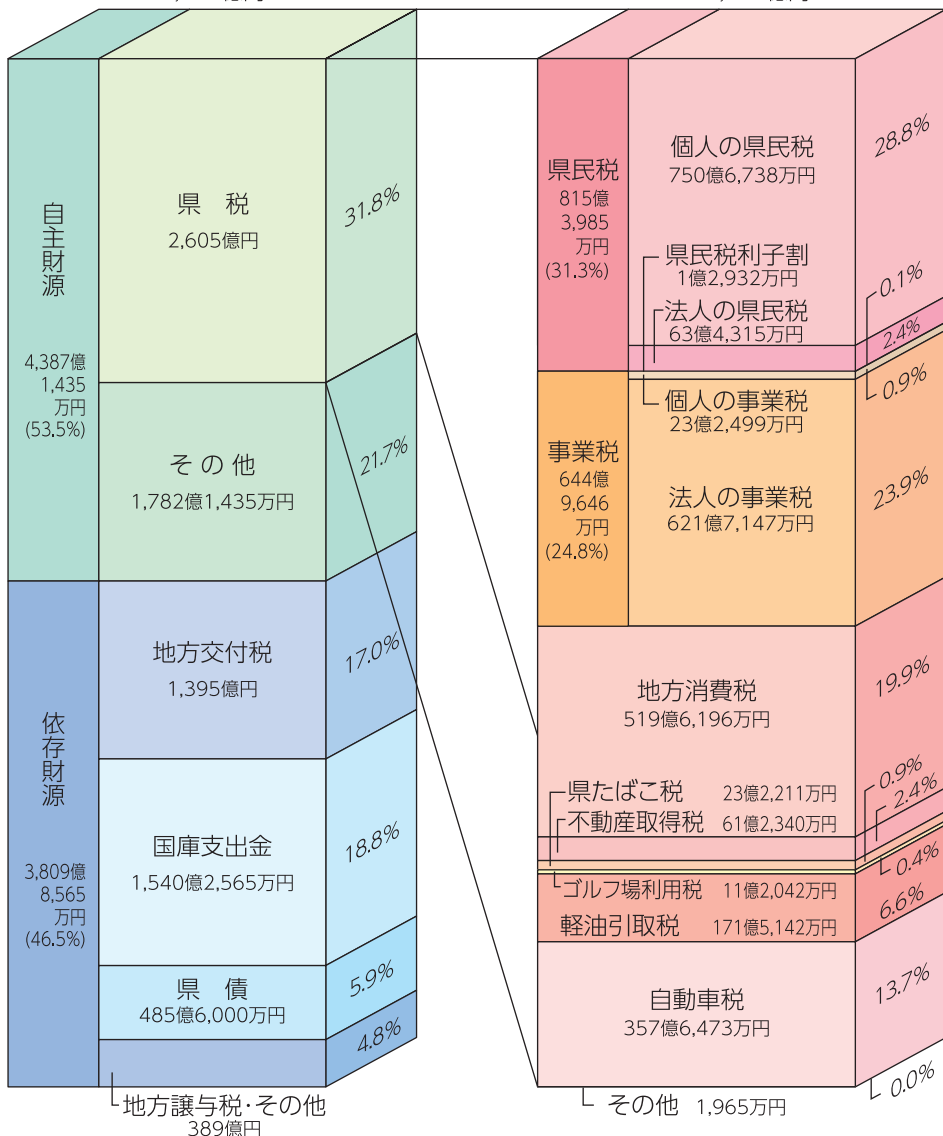 自主財源
4,387億
1,435
万円
(53.5%)
県 税
2,605億円
31.8%
その他
1,782億1,435万円
21.7%
依存財源
3,809億
8,565
万円
(46.5%)
地方交付税
1,395億円
17.0%
国庫支出金
1,540億2,565万円
18.8%
県 債
485億6,000万円
5.9%
4.8%
地方譲与税・その他
389億円
県民税
815億
3,985
万円
(31.3%)
個人の県民税
750億6,738万円
28.8%
県民税利子割
1億2,932万円
0.1%
法人の県民税
63億4,315万円
2.4%
事業税
644億
9,646
万円
(24.8%)
個人の事業税
23億2,499万円
0.9%
法人の事業税
621億7,147万円
23.9%
地方消費税
519億6,196万円
19.9%
県たばこ税 23億2,211万円
0.9%
不動産取得税 61億2,340万円
2.4%
ゴルフ場利用税 11億2,042万円
0.4%
軽油引取税 171億5,142万円
6.6%
自動車税
357億6,473万円
13.7%
その他 1,965万円
0.0%